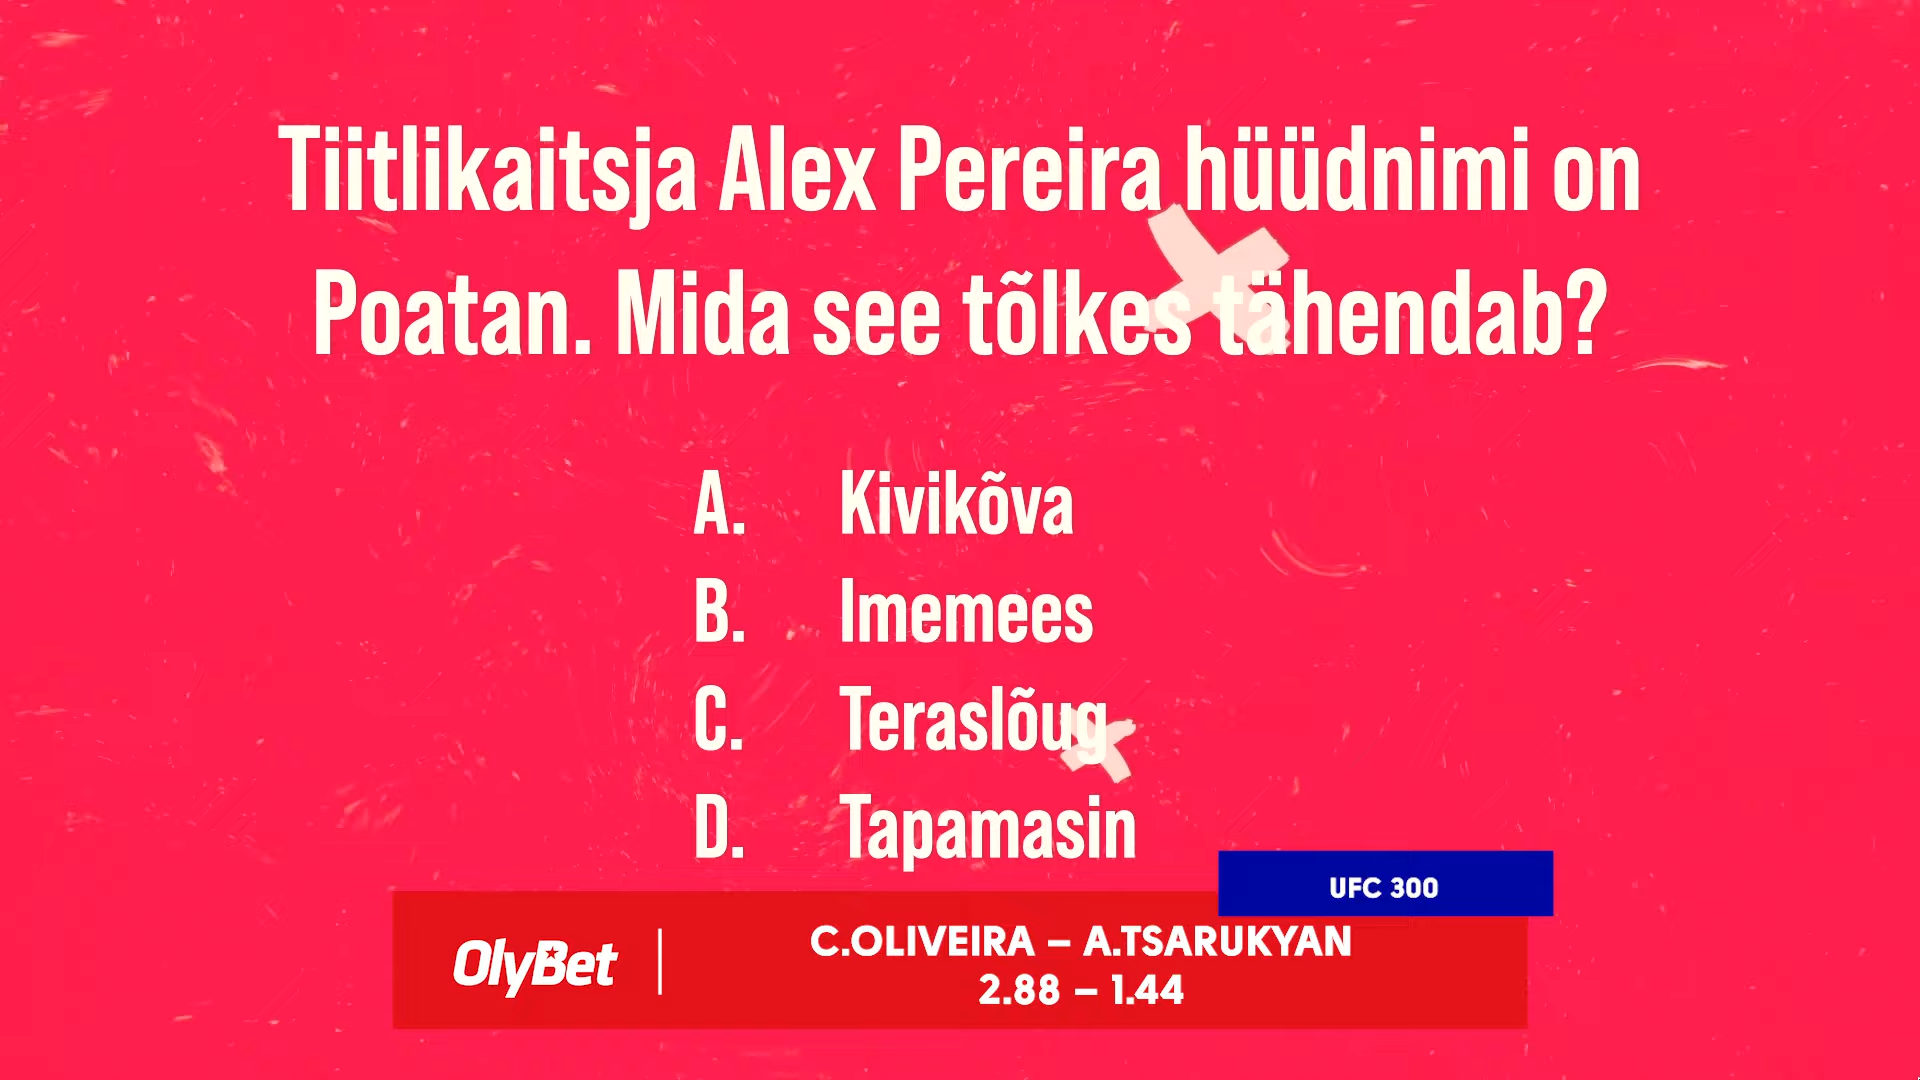 Tiitlikaitsja Alex Pereira hüüdnimi on
Poatan. Mida see tõlkes tähendab?
A. Kivikõva
B. Imemees
C. Teraslõug
D. Tapamasin
UFC 300
OlyBet
C.OLIVEIRA – A.TSARUKYAN
2.88 – 1.44